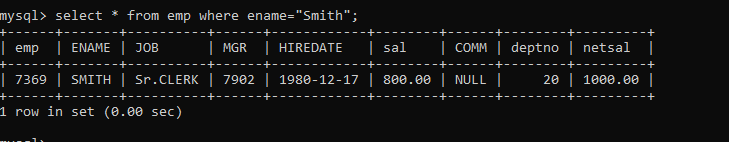 mysql> select * from emp where ename="Smith";
+------+-------+----------+------+------------+--------+------+--------+---------+
| emp  | ENAME | JOB      | MGR  | HIREDATE   | sal    | COMM | deptno | netsal  |
+------+-------+----------+------+------------+--------+------+--------+---------+
| 7369 | SMITH | Sr.CLERK | 7902 | 1980-12-17 | 800.00 | NULL |     20 | 1000.00 |
+------+-------+----------+------+------------+--------+------+--------+---------+
1 row in set (0.00 sec)
mysql>